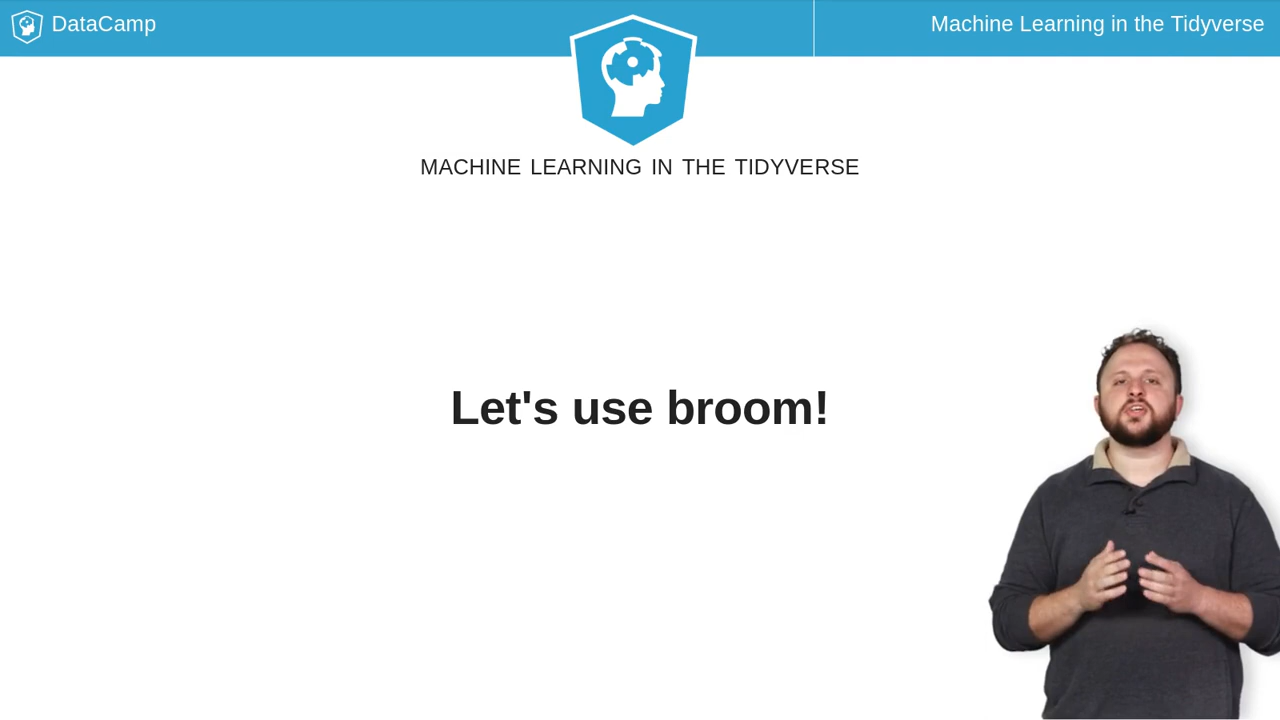 DataCamp
Machine Learning in the Tidyverse
MACHINE LEARNING IN THE TIDYVERSE
Let's use broom!